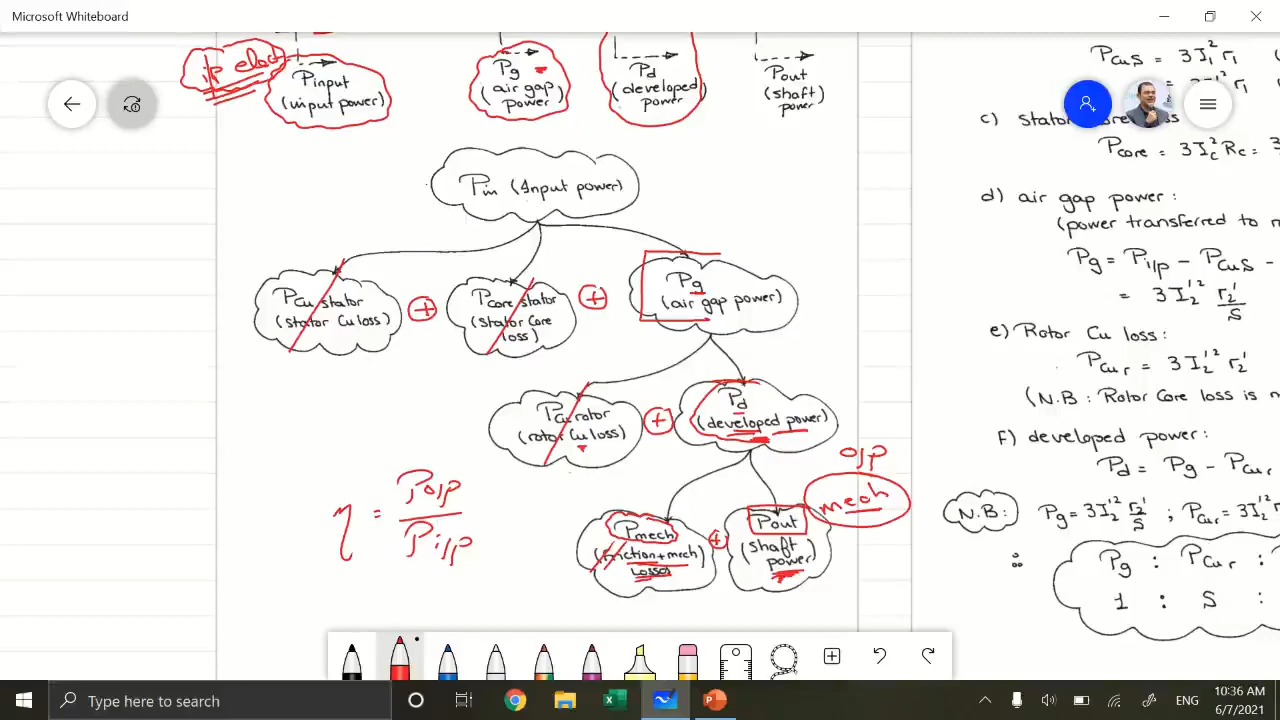 Microsoft Whiteboard
i/p elec
Pinput
(input power)
Pg
(air gap
power)
Pd
(developed
power)
Pout
(shaft
power)
Pin (Input power)
Pcu stator
(stator Cu loss)
+
Pcore stator
(stator Core
loss)
+
Pg
(air gap power)
Pcu rotor
(rotor Cu loss)
+
Pd
(developed power)
Pmech
(friction+mech)
Losses
+
Pout
(shaft
power)
o/p
mech
η = Po/p
Pi/p
Pcus = 3I₁² r₁
c) Stator
Pcore = 3Ic² Rc =
d) air gap power:
(power transferred to
Pg = Pi/p - Pcus -
= 3I₂'² r₂'/S
e) Rotor Cu loss:
Pcur = 3I₂'² r₂'
(N.B: Rotor Core loss is
f) developed power:
Pd = Pg - Pcur
N.B: Pg = 3I₂'² r₂'/S ; Pcur = 3I₂'²
∴ Pg : Pcur :
1 : S :
Type here to search
ENG
10:36 AM
6/7/2021